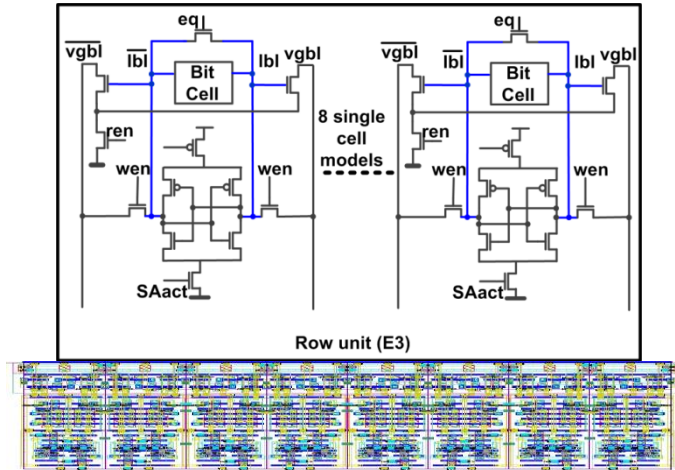 eq
vgbl
lbl
lbl
vgbl
Bit
Cell
ren
wen
wen
SAact
8 single
cell
models
eq
vgbl
lbl
lbl
vgbl
Bit
Cell
ren
wen
wen
SAact
Row unit (E3)